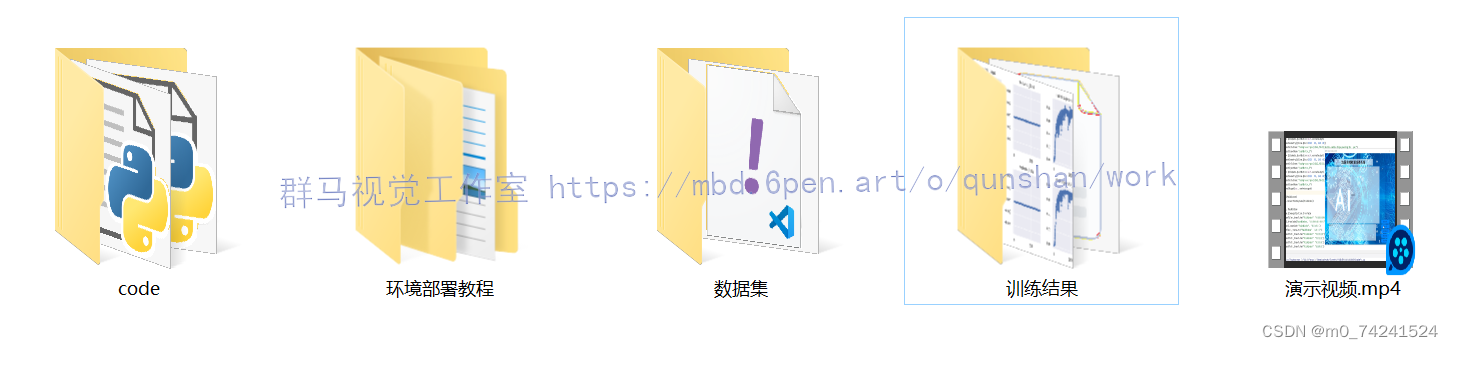 群马视觉工作室 https://mbd.6pen.art/o/qunshan/work
code
环境部署教程
数据集
训练结果
演示视频.mp4
CSDN @m0_74241524